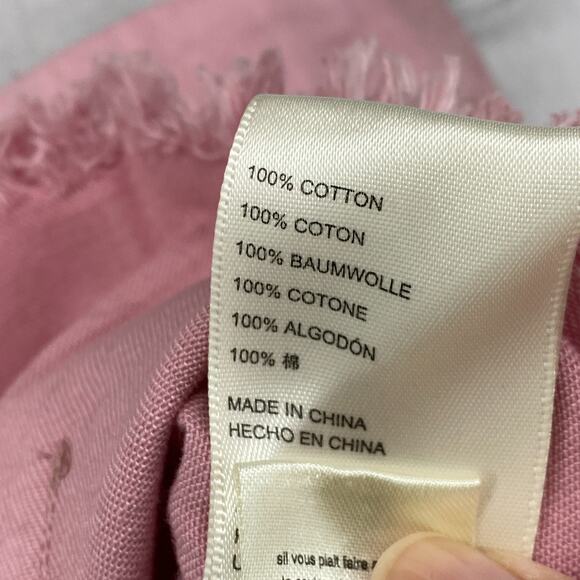 100% COTTON
100% COTON
100% BAUMWOLLE
100% COTONE
100% ALGODÓN
100% 棉
MADE IN CHINA
HECHO EN CHINA
sil vous plait faire